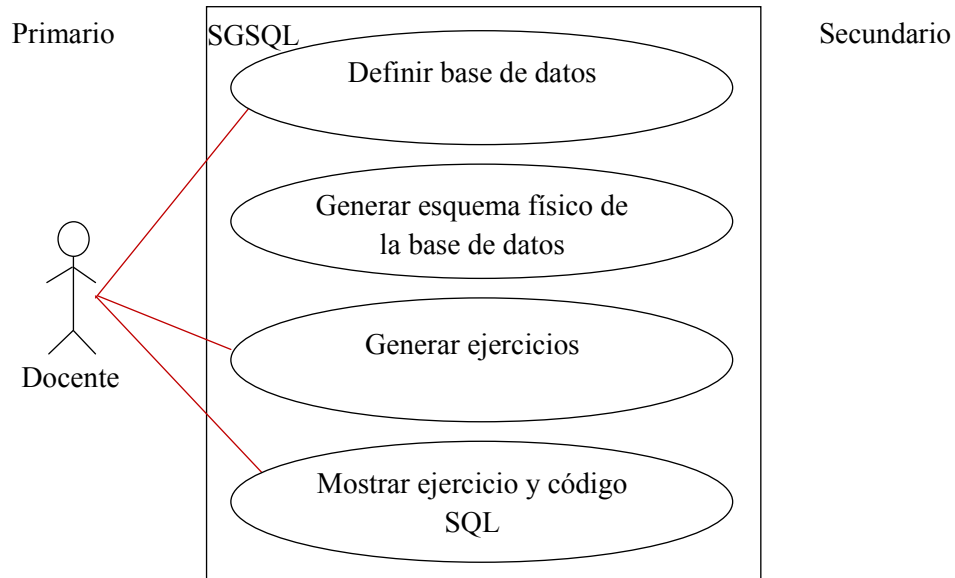 Primario
SGSQL
Secundario
Definir base de datos
Generar esquema físico de
la base de datos
Generar ejercicios
Docente
Mostrar ejercicio y código
SQL